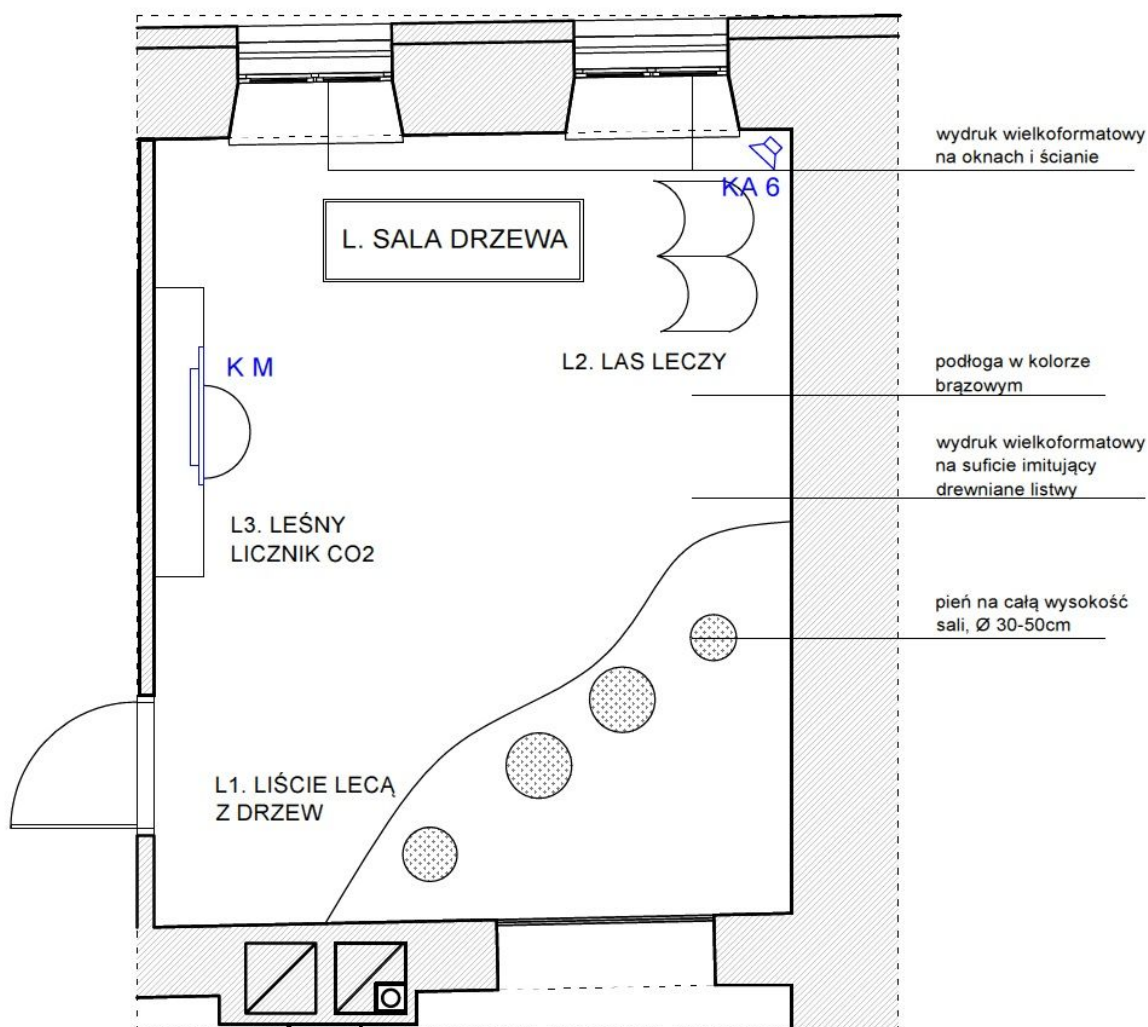 wydruk wielkoformatowy
na oknach i ścianie
KA 6
L. SALA DRZEWA
L2. LAS LECZY
K M
podłoga w kolorze
brązowym
wydruk wielkoformatowy
na suficie imitujący
drewniane listwy
L3. LEŚNY
LICZNIK CO2
pień na całą wysokość
sali, Ø 30-50cm
L1. LIŚCIE LECĄ
Z DRZEW